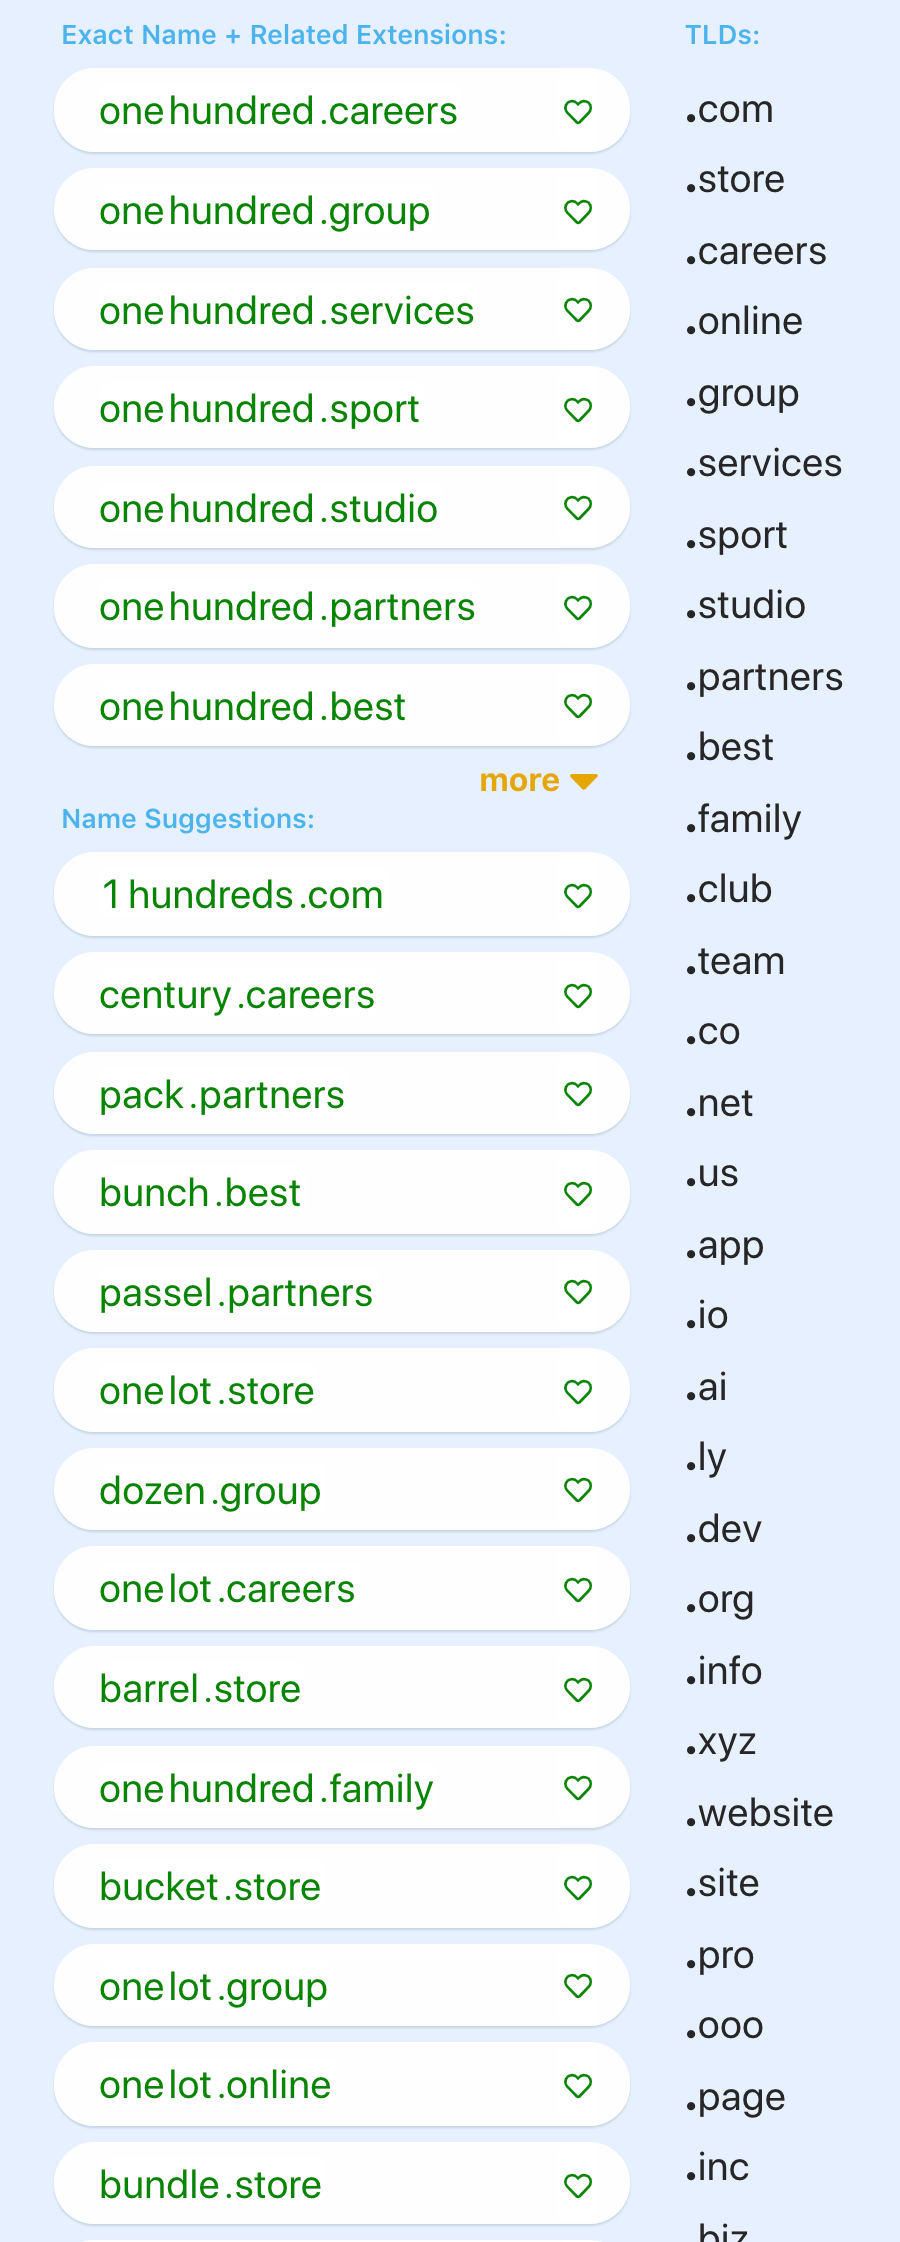 Exact Name + Related Extensions:
onehundred.careers
onehundred.group
onehundred.services
onehundred.sport
onehundred.studio
onehundred.partners
onehundred.best
more
Name Suggestions:
1hundreds.com
century.careers
pack.partners
bunch.best
passel.partners
onelot.store
dozen.group
onelot.careers
barrel.store
onehundred.family
bucket.store
onelot.group
onelot.online
bundle.store
TLDs:
.com
.store
.careers
.online
.group
.services
.sport
.studio
.partners
.best
.family
.club
.team
.co
.net
.us
.app
.io
.ai
.ly
.dev
.org
.info
.xyz
.website
.site
.pro
.ooo
.page
.inc
.biz